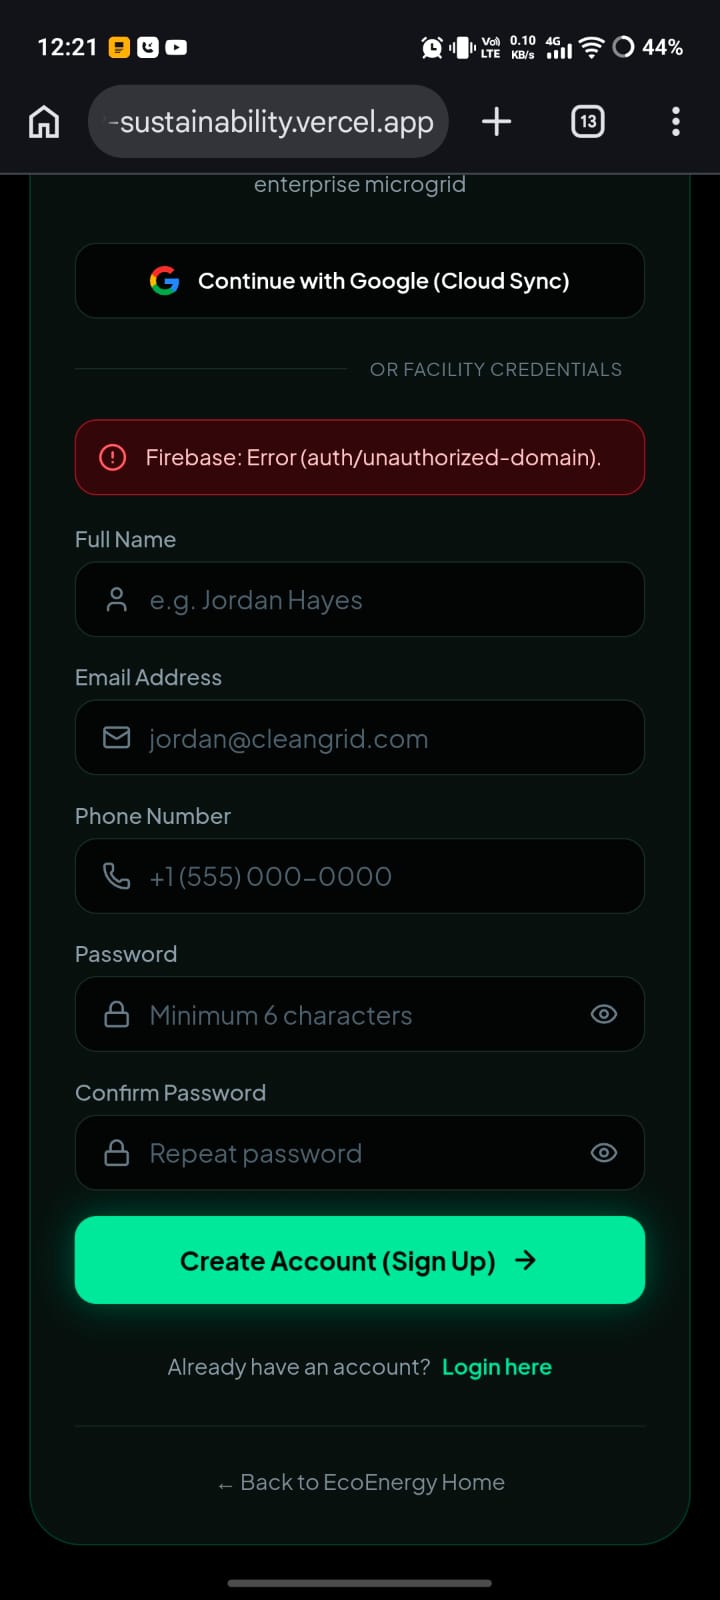 12:21
Vo)) LTE
0.10 KB/s
4G
44%
-sustainability.vercel.app
13
enterprise microgrid
Continue with Google (Cloud Sync)
OR FACILITY CREDENTIALS
Firebase: Error (auth/unauthorized-domain).
Full Name
e.g. Jordan Hayes
Email Address
jordan@cleangrid.com
Phone Number
+1 (555) 000-0000
Password
Minimum 6 characters
Confirm Password
Repeat password
Create Account (Sign Up) →
Already have an account? Login here
← Back to EcoEnergy Home